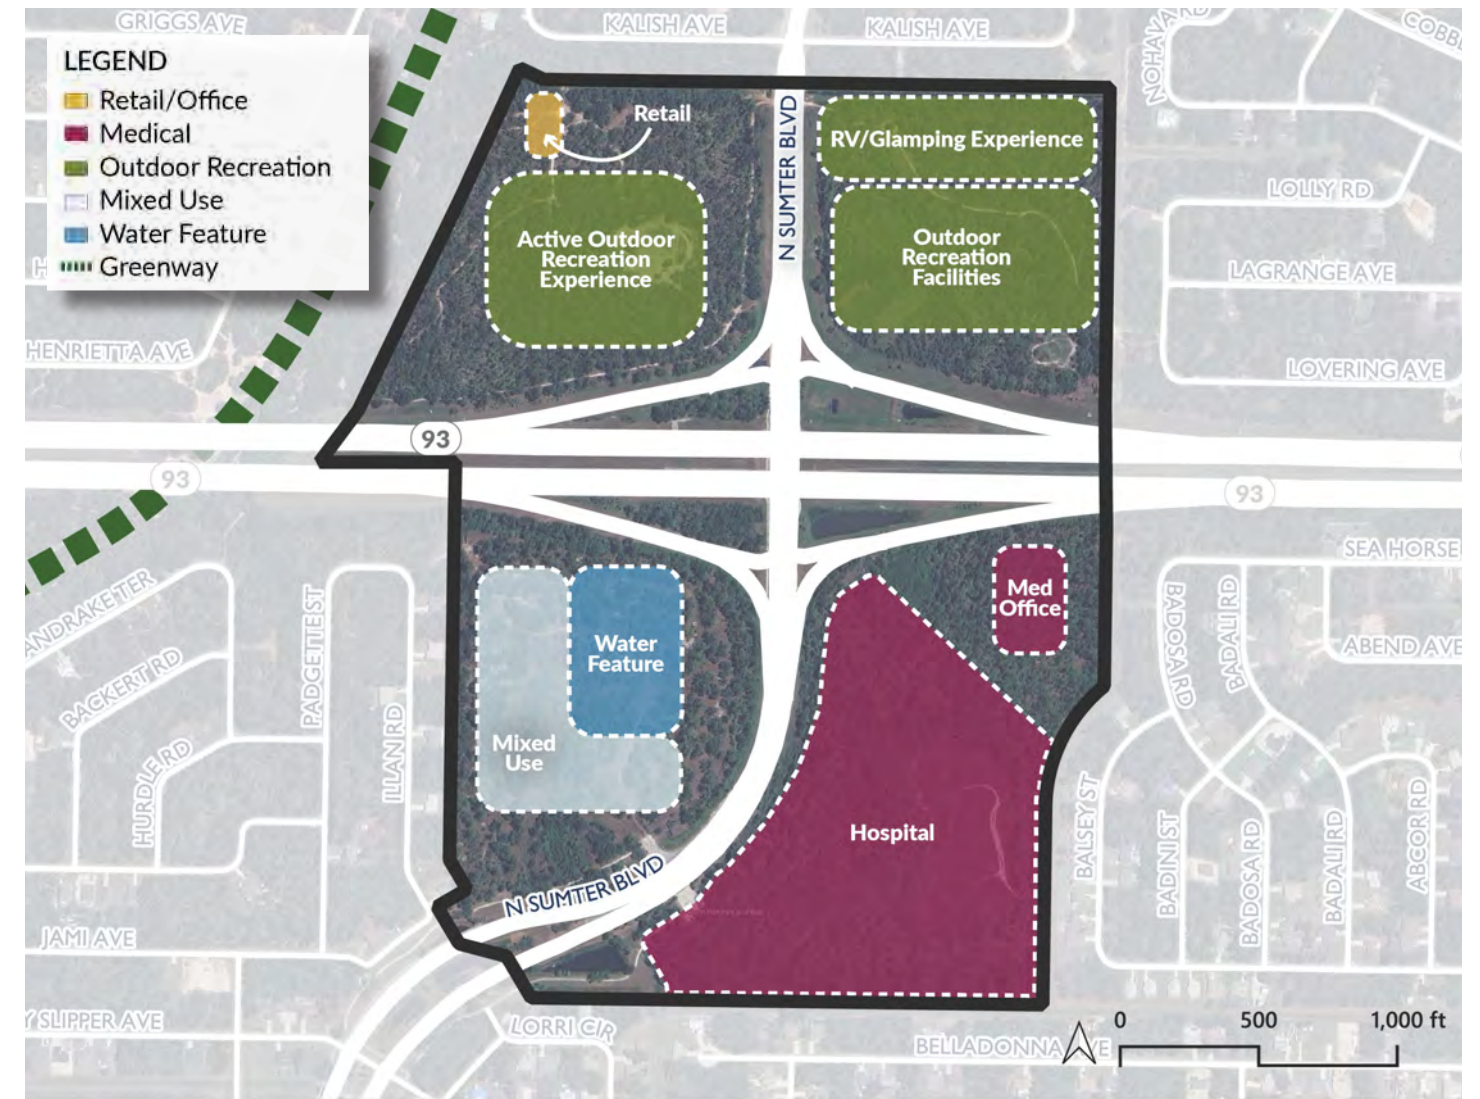 GRIGGS AVE
KALISH AVE
KALISH AVE
LEGEND
Retail/Office
Medical
Outdoor Recreation
Mixed Use
Water Feature
Greenway
Retail
N SUMTER BLVD
RV/Glamping Experience
Active Outdoor
Recreation
Experience
Outdoor
Recreation
Facilities
LOLLY RD
LAGRANGE AVE
LOVERING AVE
HENRIETTA AVE
93
93
93
SEA HORSE
ANDRAKE TER
BACKERT RD
HURDLE RD
PADGETTE ST
ILLAN RD
Mixed
Use
Water
Feature
Med
Office
Hospital
BADOSA RD
BADALI RD
ABEND AVE
BALSEY ST
BADINI ST
BADOSA RD
BADALI RD
ABCOR RD
N SUMTER BLVD
JAMI AVE
Y SLIPPER AVE
LORRI CIR
BELLADONNA AVE
0 500 1,000 ft